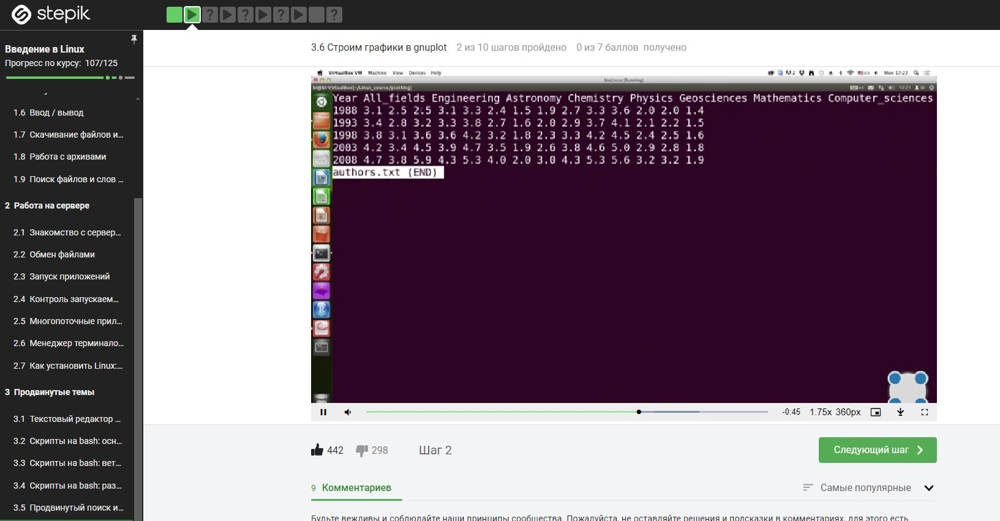 stepik
? ? ? ?
Введение в Linux
Прогресс по курсу: 107/125
1.6 Ввод / вывод
1.7 Скачивание файлов и...
1.8 Работа с архивами
1.9 Поиск файлов и слов ...
2 Работа на сервере
2.1 Знакомство с сервер...
2.2 Обмен файлами
2.3 Запуск приложений
2.4 Контроль запускаем...
2.5 Многопоточные прил...
2.6 Менеджер терминало...
2.7 Как установить Linux:...
3 Продвинутые темы
3.1 Текстовый редактор ...
3.2 Скрипты на bash: осн...
3.3 Скрипты на bash: вет...
3.4 Скрипты на bash: раз...
3.5 Продвинутый поиск и...
3.6 Строим графики в gnuplot 2 из 10 шагов пройдено 0 из 7 баллов получено
VirtualBox VM Machine View Devices Help Mon 12:22
Year All_fields Engineering Astronomy Chemistry Physics Geosciences Mathematics Computer_sciences
1988 3.1 2.5 2.5 3.1 3.3 2.4 1.5 1.9 2.7 3.3 3.6 2.0 2.0 1.4
1993 3.4 2.8 3.2 3.3 3.8 2.7 1.6 2.0 2.9 3.7 4.1 2.1 2.2 1.5
1998 3.8 3.1 3.6 3.6 4.2 3.2 1.8 2.3 3.3 4.2 4.5 2.4 2.5 1.6
2003 4.2 3.4 4.5 3.9 4.7 3.5 1.9 2.6 3.8 4.6 5.0 2.9 2.8 1.8
2008 4.7 3.8 5.9 4.3 5.3 4.0 2.0 3.0 4.3 5.3 5.6 3.2 3.2 1.9
authors.txt (END)
-0:45 1.75x 360px
442 298 Шаг 2
Следующий шаг
9 Комментариев
Самые популярные
Будьте вежливы и соблюдайте наши принципы сообщества. Пожалуйста, не оставляйте решения и подсказки в комментариях, для этого есть